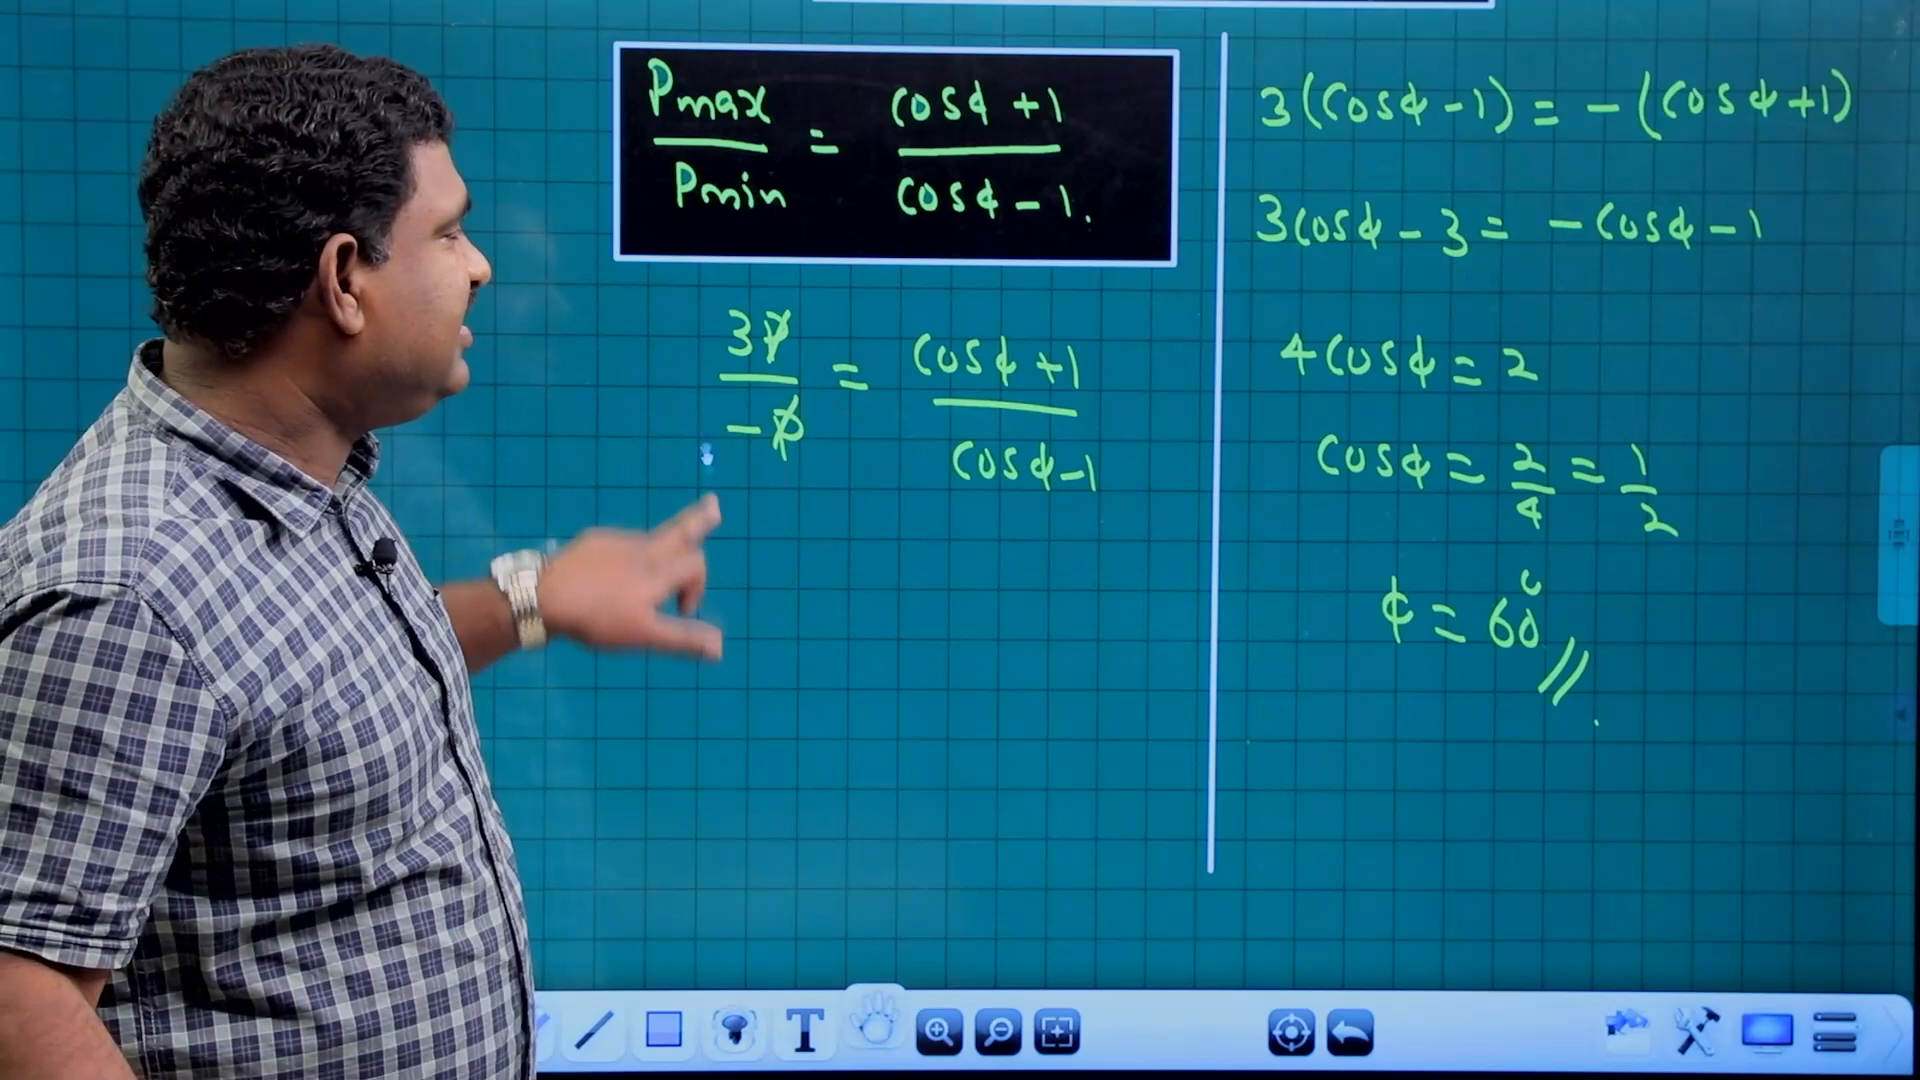 Pmax / Pmin = cosϕ + 1 / cosϕ - 1.
3p / -p = cosϕ + 1 / cosϕ - 1
3(cosϕ - 1) = - (cosϕ + 1)
3cosϕ - 3 = - cosϕ - 1
4cosϕ = 2
cosϕ = 2/4 = 1/2
ϕ = 60° //
T